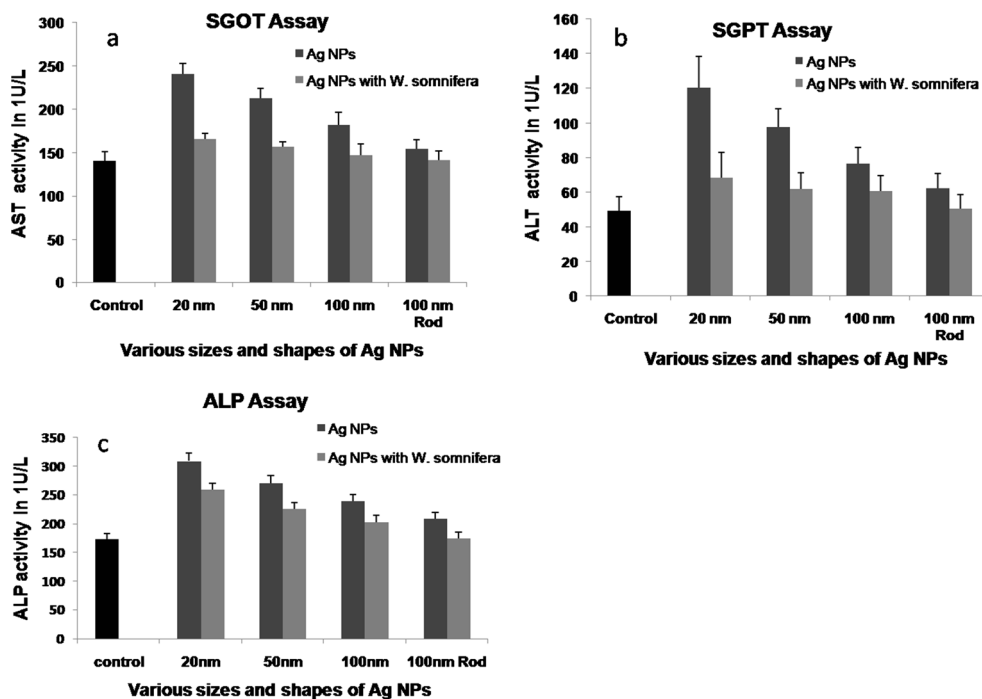 a
SGOT Assay
Ag NPs
Ag NPs with W. somnifera
AST activity in 1U/L
300
250
200
150
100
50
0
Control 20 nm 50 nm 100 nm 100 nm
Rod
Various sizes and shapes of Ag NPs
b
SGPT Assay
Ag NPs
Ag NPs with W. somnifera
ALT activity in 1U/L
160
140
120
100
80
60
40
20
0
Control 20 nm 50 nm 100 nm 100 nm
Rod
Various sizes and shapes of Ag NPs
c
ALP Assay
Ag NPs
Ag NPs with W. somnifera
ALP activity in 1U/L
350
300
250
200
150
100
50
0
control 20nm 50nm 100nm 100nm Rod
Various sizes and shapes of Ag NPs